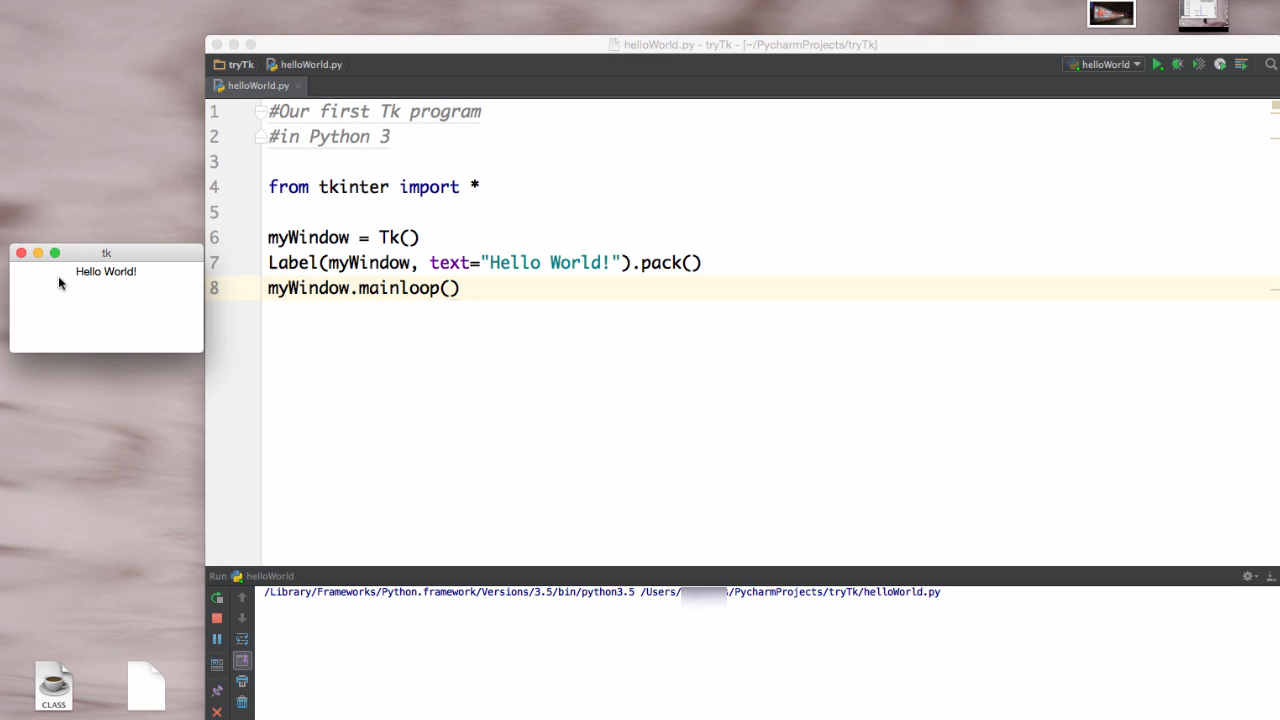 helloWorld.py - tryTk - [~/PycharmProjects/tryTk]
tryTk helloWorld.py helloWorld
helloWorld.py
1 #Our first Tk program
2 #in Python 3
3
4 from tkinter import *
5
6 myWindow = Tk()
7 Label(myWindow, text="Hello World!").pack()
8 myWindow.mainloop()
tk
Hello World!
Run helloWorld
/Library/Frameworks/Python.framework/Versions/3.5/bin/python3.5 /Users/ /PycharmProjects/tryTk/helloWorld.py
CLASS